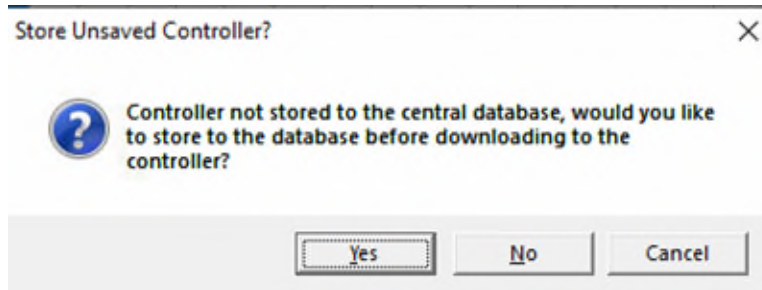 Store Unsaved Controller?
Controller not stored to the central database, would you like
to store to the database before downloading to the
controller?
Yes
No
Cancel